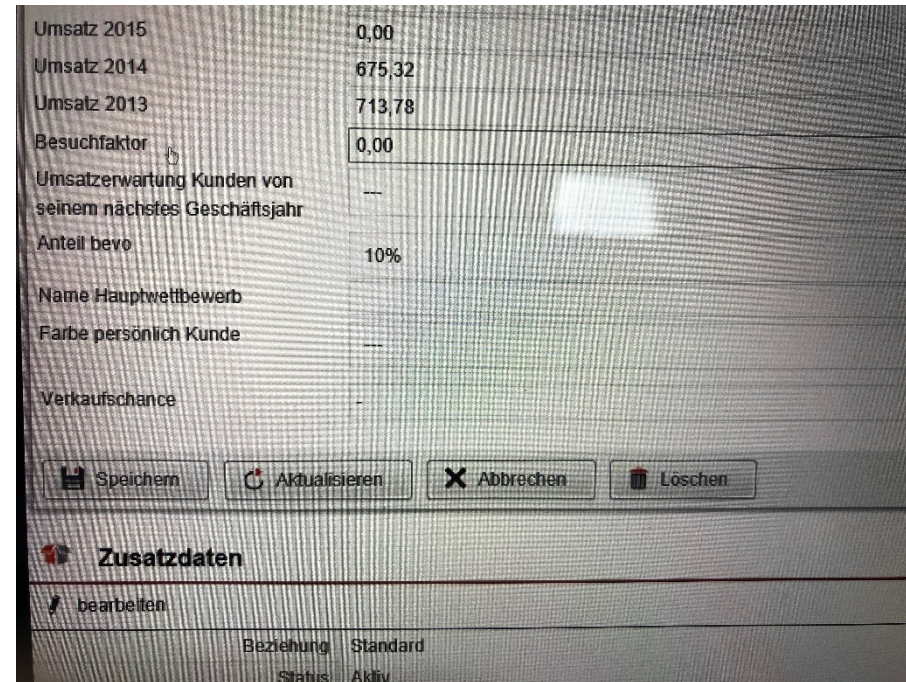 Umsatz 2015 0,00
Umsatz 2014 675,32
Umsatz 2013 713,78
Besuchfaktor 0,00
Umsatzerwartung Kunden von
seinem nächstes Geschäftsjahr ---
Anteil bevo 10%
Name Hauptwettbewerb
Farbe persönlich Kunde ---
Verkaufschance -
Speichern Aktualisieren Abbrechen Löschen
Zusatzdaten
bearbeiten
Beziehung Standard
Status Aktiv